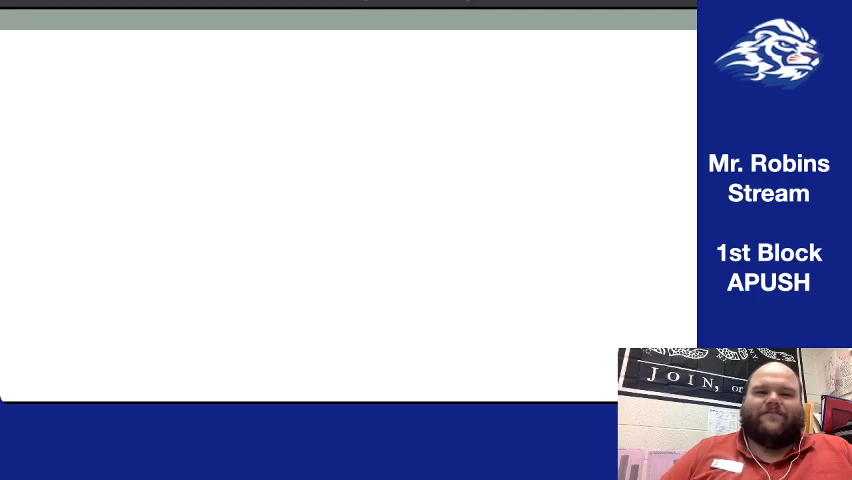 Mr. Robins
Stream
1st Block
APUSH
JOIN, or